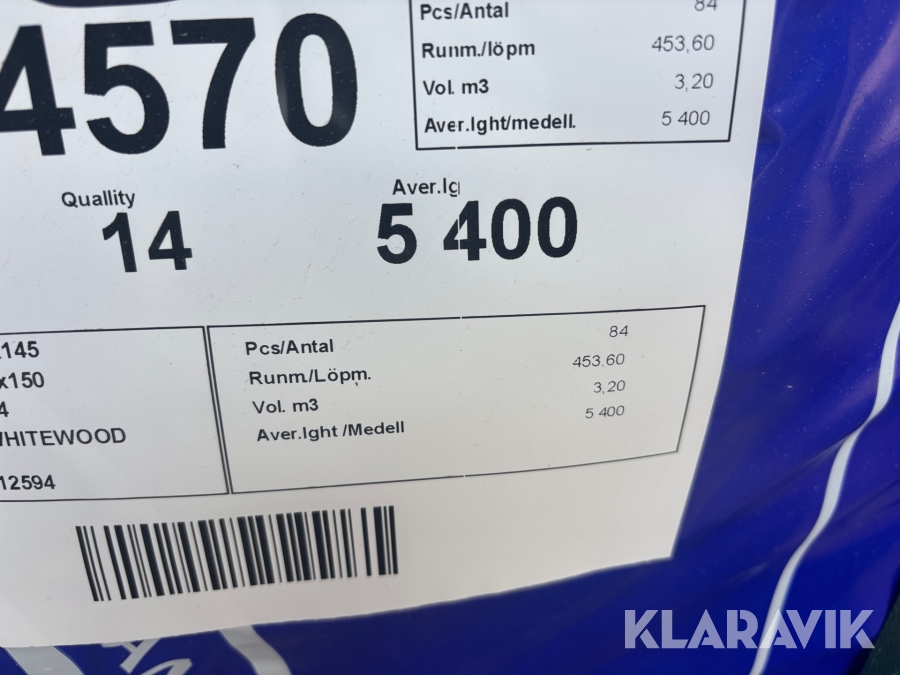 4570
Pcs/Antal 84
Runm./löpm 453,60
Vol. m3 3,20
Aver.lght/medell. 5 400
Quallity
14
Aver.lg
5 400
145
x150
4
WHITEWOOD
12594
Pcs/Antal 84
Runm./Löpm. 453,60
Vol. m3 3,20
Aver.lght /Medell 5 400
KLARAVIK